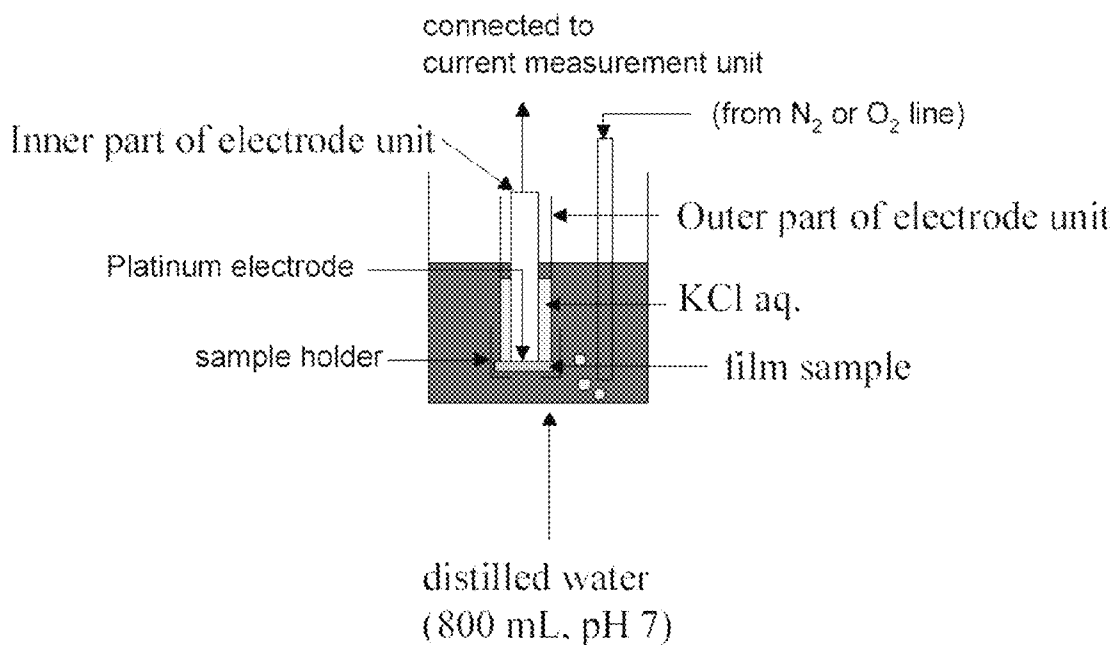 connected to
current measurement unit
(from N₂ or O₂ line)
Inner part of electrode unit
Outer part of electrode unit
Platinum electrode
KCl aq.
sample holder
film sample
distilled water
(800 mL, pH 7)